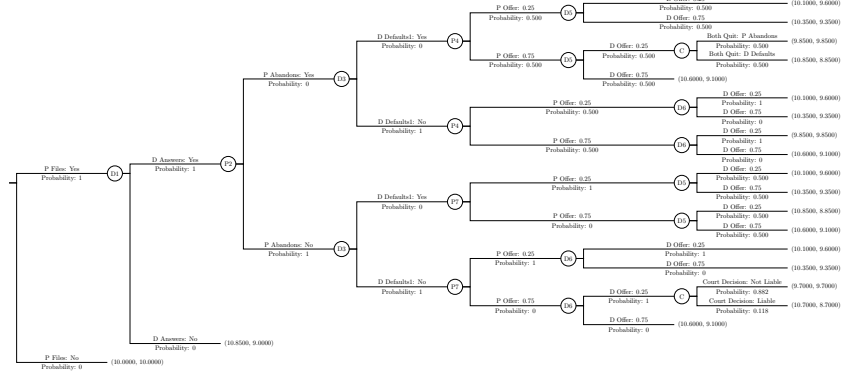 (10.1000, 9.6000)
P Offer: 0.25
D5
Probability: 0.500
Probability: 0.500
D Offer: 0.75
(10.3500, 9.3500)
Probability: 0.500
D Defaults1: Yes
P4
Probability: 0
Both Quit: P Abandons
(9.8500, 9.8500)
Probability: 0.500
P Offer: 0.75
D5
Probability: 0.500
D Offer: 0.25
C
Probability: 0.500
Both Quit: D Defaults
(10.8500, 8.8500)
Probability: 0.500
D Offer: 0.75
(10.6000, 9.1000)
Probability: 0.500
P Abandons: Yes
D3
Probability: 0
D Offer: 0.25
(10.1000, 9.6000)
Probability: 1
P Offer: 0.25
D6
Probability: 0.500
D Offer: 0.75
(10.3500, 9.3500)
Probability: 0
D Defaults1: No
P4
Probability: 1
D Offer: 0.25
(9.8500, 9.8500)
Probability: 1
P Offer: 0.75
D6
Probability: 0.500
D Offer: 0.75
(10.6000, 9.1000)
Probability: 0
P Files: Yes
D1
Probability: 1
D Answers: Yes
P2
Probability: 1
D Offer: 0.25
(10.1000, 9.6000)
Probability: 0.500
P Offer: 0.25
D5
Probability: 1
D Offer: 0.75
(10.3500, 9.3500)
Probability: 0.500
D Defaults1: Yes
P7
Probability: 0
D Offer: 0.25
(10.8500, 8.8500)
Probability: 0.500
P Offer: 0.75
D5
Probability: 0
D Offer: 0.75
(10.6000, 9.1000)
Probability: 0.500
P Abandons: No
D3
Probability: 1
D Offer: 0.25
(10.1000, 9.6000)
Probability: 1
P Offer: 0.25
D6
Probability: 1
D Offer: 0.75
(10.3500, 9.3500)
Probability: 0
D Defaults1: No
P7
Probability: 1
Court Decision: Not Liable
(9.7000, 9.7000)
Probability: 0.882
P Offer: 0.75
D6
Probability: 0
D Offer: 0.25
C
Probability: 1
Court Decision: Liable
(10.7000, 8.7000)
Probability: 0.118
D Offer: 0.75
(10.6000, 9.1000)
Probability: 0
D Answers: No
(10.8500, 9.0000)
Probability: 0
P Files: No
(10.0000, 10.0000)
Probability: 0